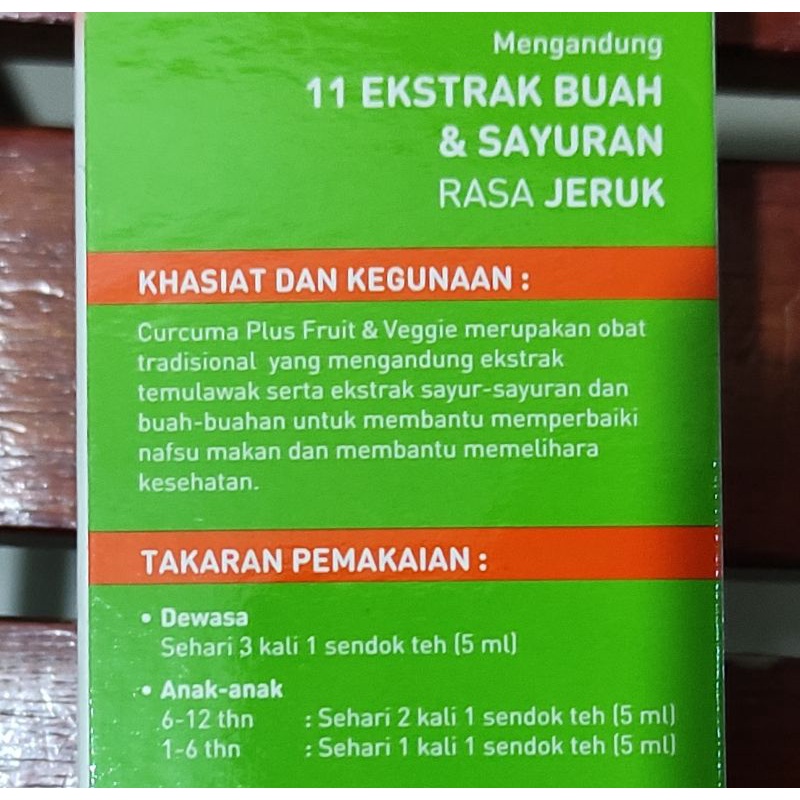 Mengandung
11 EKSTRAK BUAH
& SAYURAN
RASA JERUK
KHASIAT DAN KEGUNAAN :
Curcuma Plus Fruit & Veggie merupakan obat
tradisional yang mengandung ekstrak
temulawak serta ekstrak sayur-sayuran dan
buah-buahan untuk membantu memperbaiki
nafsu makan dan membantu memelihara
kesehatan.
TAKARAN PEMAKAIAN :
• Dewasa
Sehari 3 kali 1 sendok teh (5 ml)
• Anak-anak
6-12 thn : Sehari 2 kali 1 sendok teh (5 ml)
1-6 thn : Sehari 1 kali 1 sendok teh (5 ml)